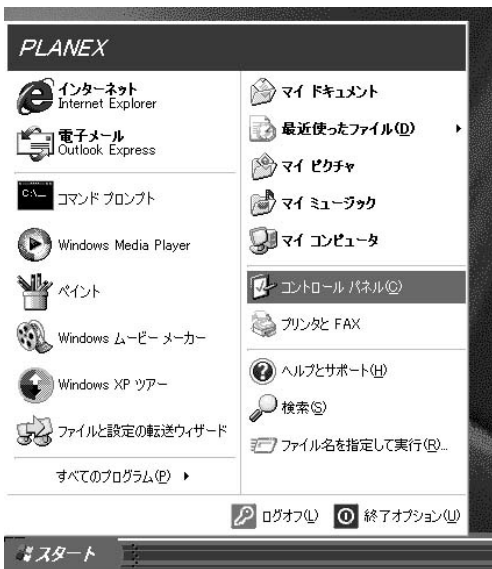 PLANEX
インターネット
Internet Explorer
電子メール
Outlook Express
C:\_
コマンド プロンプト
Windows Media Player
ペイント
Windows ムービー メーカー
Windows XP ツアー
ファイルと設定の転送ウィザード
すべてのプログラム(P)
マイ ドキュメント
最近使ったファイル(D)
マイ ピクチャ
マイ ミュージック
マイ コンピュータ
コントロール パネル(C)
プリンタと FAX
ヘルプとサポート(H)
検索(S)
ファイル名を指定して実行(R)...
ログオフ(L)
終了オプション(U)
スタート